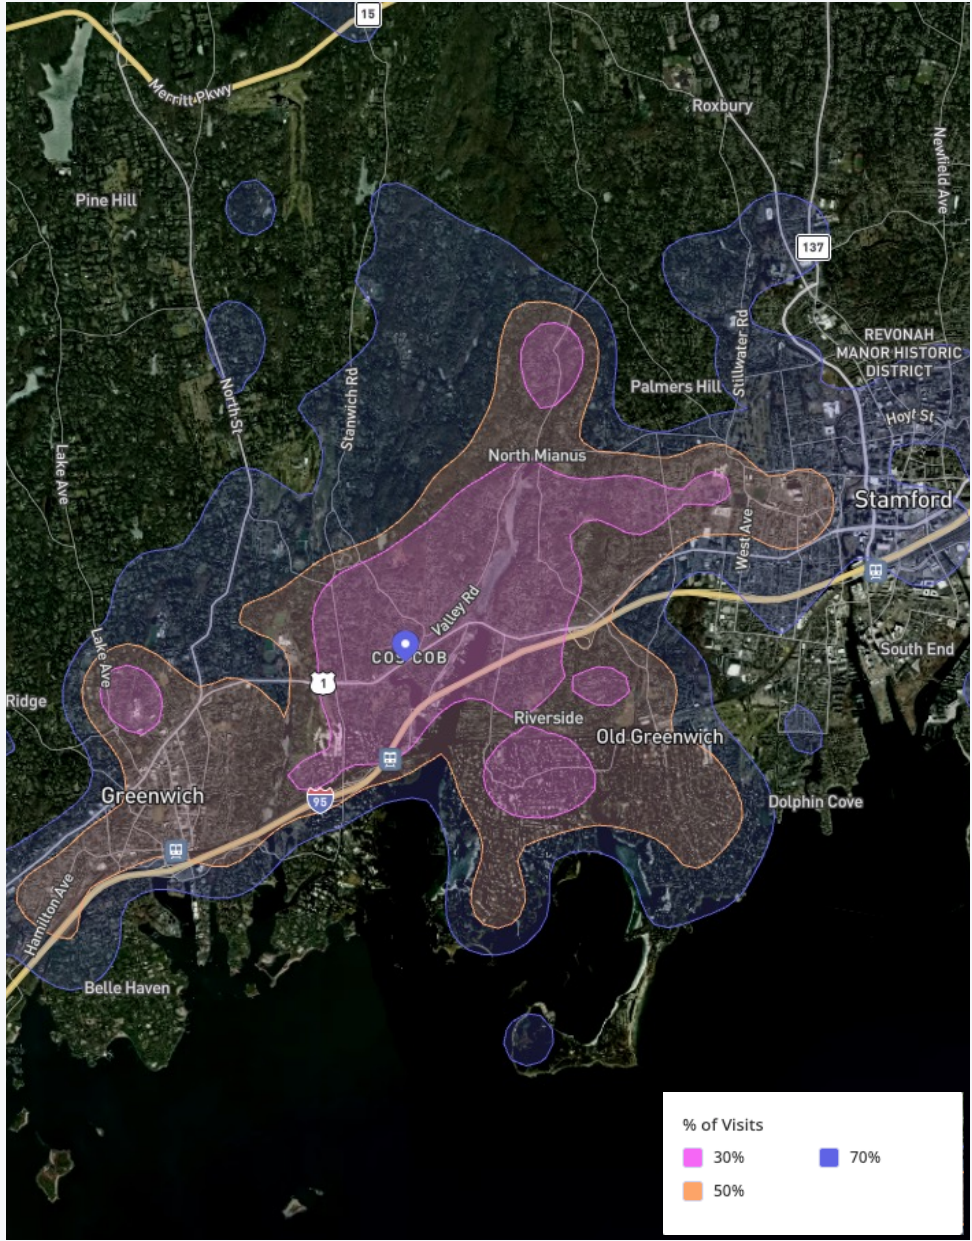 15
Merritt Pkwy
Roxbury
Newfield Ave
Pine Hill
137
REVONAH
MANOR HISTORIC
DISTRICT
Stillwater Rd
Palmers Hill
Stanwich Rd
North St
Hoyt St
Lake Ave
North Mianus
Stamford
West Ave
Valley Rd
COS COB
Lake Ave
South End
1
Ridge
Riverside
Old Greenwich
Greenwich
95
Dolphin Cove
Hamilton Ave
Belle Haven
% of Visits
30%
70%
50%